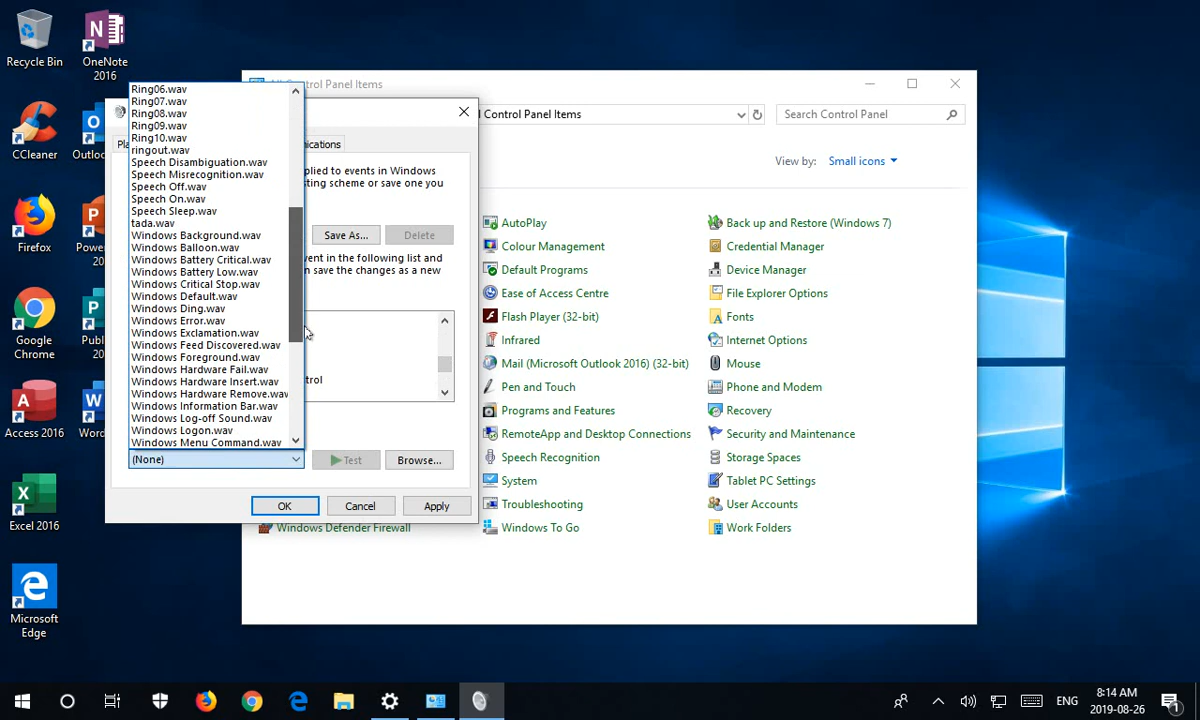 Recycle Bin
OneNote
2016
CCleaner
Firefox
Google
Chrome
Access 2016
Excel 2016
Microsoft
Edge
Control Panel Items
Control Panel Items
Search Control Panel
View by: Small icons
AutoPlay
Colour Management
Default Programs
Ease of Access Centre
Flash Player (32-bit)
Infrared
Mail (Microsoft Outlook 2016) (32-bit)
Pen and Touch
Programs and Features
RemoteApp and Desktop Connections
Speech Recognition
System
Troubleshooting
Windows To Go
Back up and Restore (Windows 7)
Credential Manager
Device Manager
File Explorer Options
Fonts
Internet Options
Mouse
Phone and Modem
Recovery
Security and Maintenance
Storage Spaces
Tablet PC Settings
User Accounts
Work Folders
Windows Defender Firewall
plied to events in Windows
sting scheme or save one you
Save As...
Delete
vent in the following list and
n save the changes as a new
Ring06.wav
Ring07.wav
Ring08.wav
Ring09.wav
Ring10.wav
ringout.wav
Speech Disambiguation.wav
Speech Misrecognition.wav
Speech Off.wav
Speech On.wav
Speech Sleep.wav
tada.wav
Windows Background.wav
Windows Balloon.wav
Windows Battery Critical.wav
Windows Battery Low.wav
Windows Critical Stop.wav
Windows Default.wav
Windows Ding.wav
Windows Error.wav
Windows Exclamation.wav
Windows Feed Discovered.wav
Windows Foreground.wav
Windows Hardware Fail.wav
Windows Hardware Insert.wav
Windows Hardware Remove.wav
Windows Information Bar.wav
Windows Log-off Sound.wav
Windows Logon.wav
Windows Menu Command.wav
(None)
Test
Browse...
OK
Cancel
Apply
ENG
8:14 AM
2019-08-26
1